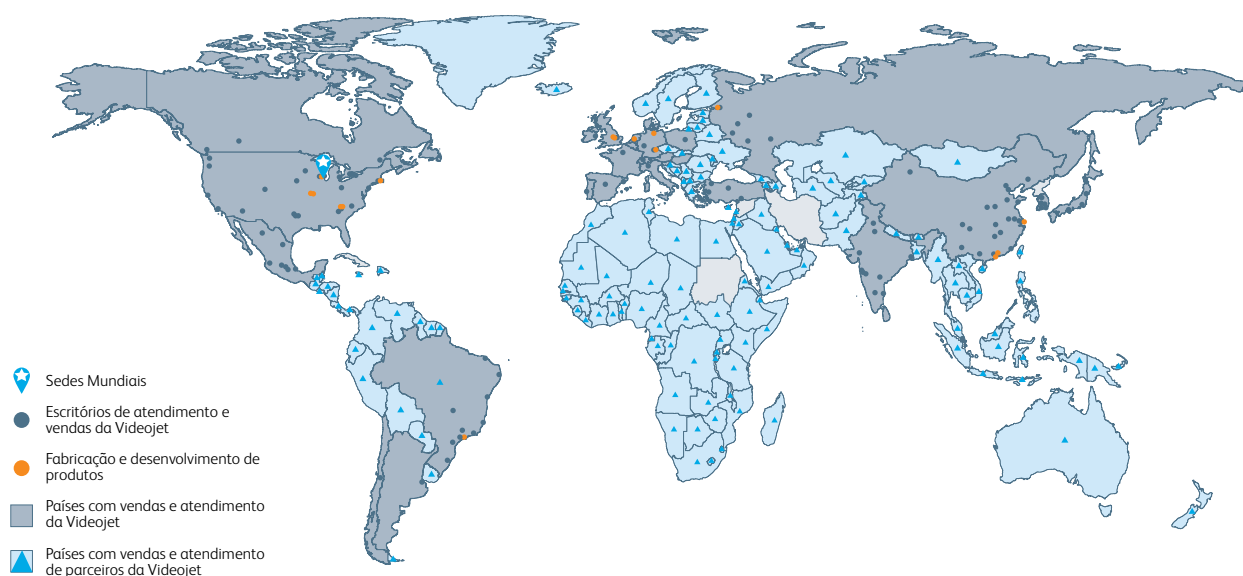 Sedes Mundiais
Escritórios de atendimento e
vendas da Videojet
Fabricação e desenvolvimento de
produtos
Países com vendas e atendimento
da Videojet
Países com vendas e atendimento
de parceiros da Videojet